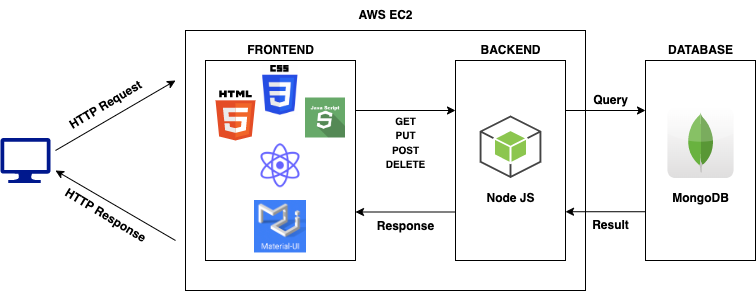 AWS EC2
FRONTEND
BACKEND
DATABASE
CSS
3
HTML
5
Java Script
S
HTTP Request
GET
PUT
POST
DELETE
Query
Node JS
MongoDB
HTTP Response
Material-UI
Response
Result